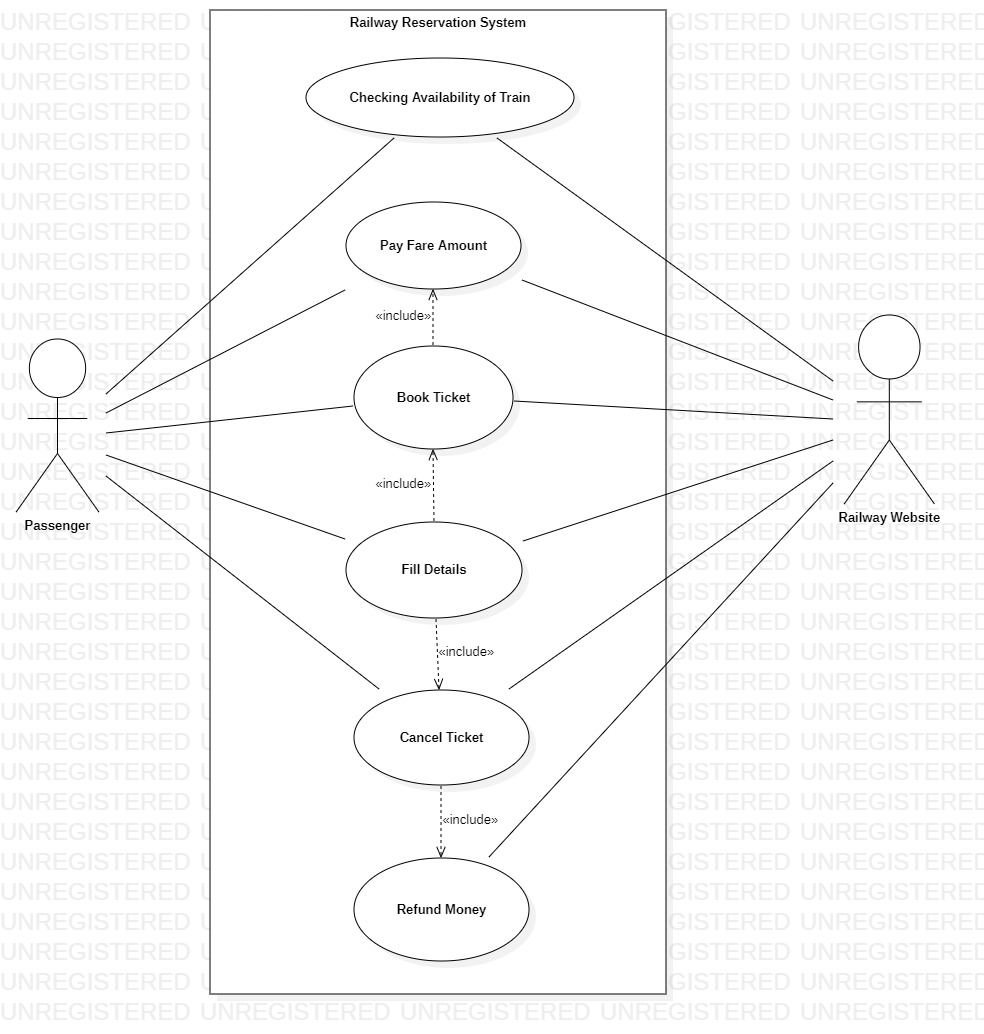 Railway Reservation System
Checking Availability of Train
Pay Fare Amount
«include»
Book Ticket
«include»
Passenger
Railway Website
Fill Details
«include»
Cancel Ticket
«include»
Refund Money
UNREGISTERED UNREGISTERED UNREGISTERED UNREGISTERED UNREGISTERED